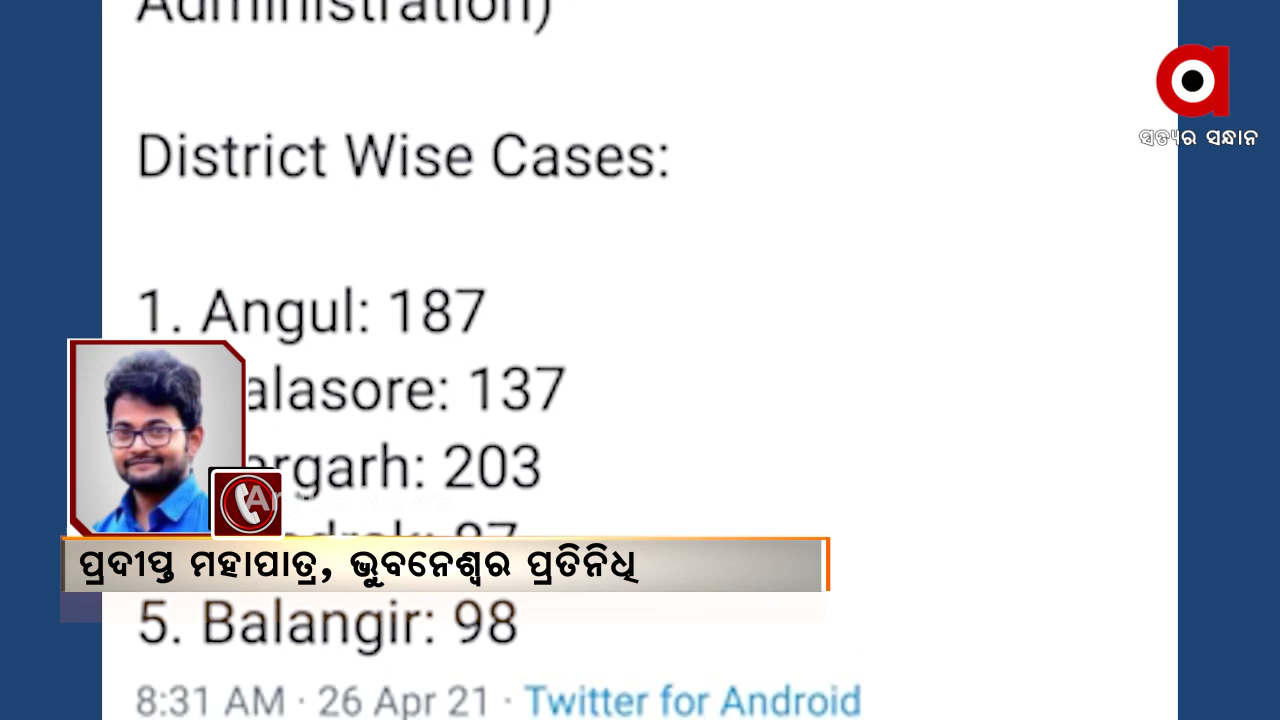 Administration)
ସତ୍ୟର ସନ୍ଧାନ
District Wise Cases:
1. Angul: 187
alasore: 137
argarh: 203
ପ୍ରଦୀପ୍ତ ମହାପାତ୍ର, ଭୁବନେଶ୍ୱର ପ୍ରତିନିଧି
5. Balangir: 98
8:31 AM · 26 Apr 21 · Twitter for Android